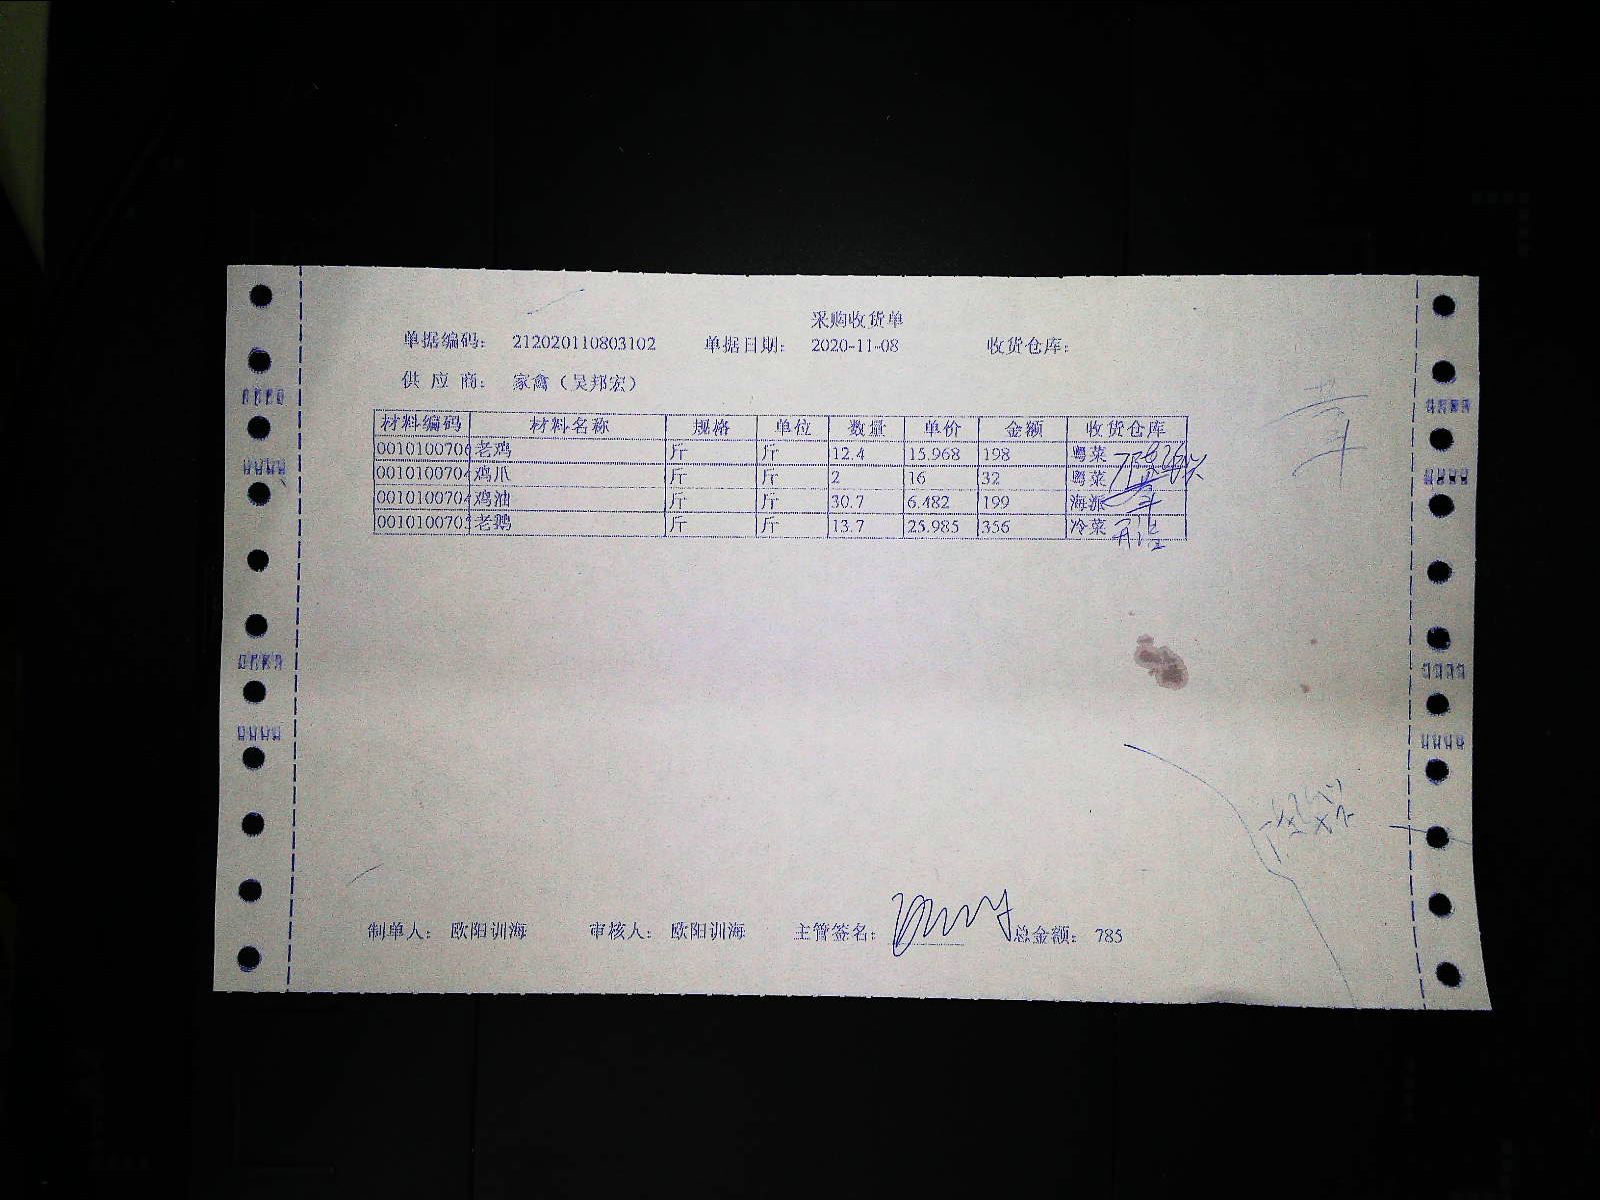 采购收货单
单据编码： 212020110803102 单据日期： 2020-11-08 收货仓库：
供 应 商： 家禽（吴邦宏）
材料编码 材料名称 规格 单位 数量 单价 金额 收货仓库
001010070 老鸡 斤 斤 12.4 15.968 198 粤菜
001010070 鸡爪 斤 斤 2 16 32 粤菜
001010070 鸡油 斤 斤 30.7 6.482 199 海派
001010070 老鹅 斤 斤 13.7 25.985 356 冷菜
制单人： 欧阳训海 审核人： 欧阳训海 主管签名： 总金额： 785